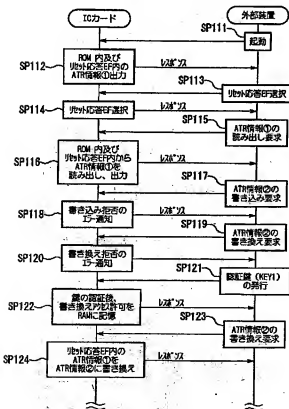 ICカード
外部装置
SP111
起動
SP112
ROM 内及び
リセット応答EF内の
ATR情報①出力
レスポンス
SP113
リセット応答EF選択
SP114
リセット応答EF選択
レスポンス
SP115
ATR情報①の
読み出し要求
SP116
ROM 内及び
リセット応答EF内から
ATR情報①を
読み出し、出力
レスポンス
SP117
ATR情報②の
書き込み要求
SP118
書き込み拒否の
エラー通知
レスポンス
SP119
ATR情報②の
書き換え要求
SP120
書き換え拒否の
エラー通知
SP121
認証鍵 (KEY1)
の発行
SP122
鍵の認証後、
書き換えアクセス許可を
RAMに記憶
レスポンス
SP123
ATR情報②の
書き換え要求
SP124
リセット応答EF内の
ATR情報①を
ATR情報②に書き換え
レスポンス